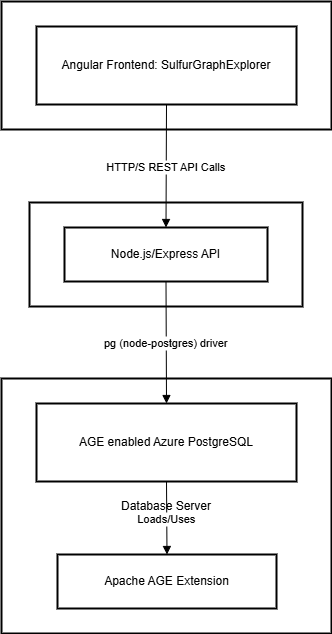 Angular Frontend: SulfurGraphExplorer
HTTP/S REST API Calls
Node.js/Express API
pg (node-postgres) driver
AGE enabled Azure PostgreSQL
Database Server
Loads/Uses
Apache AGE Extension